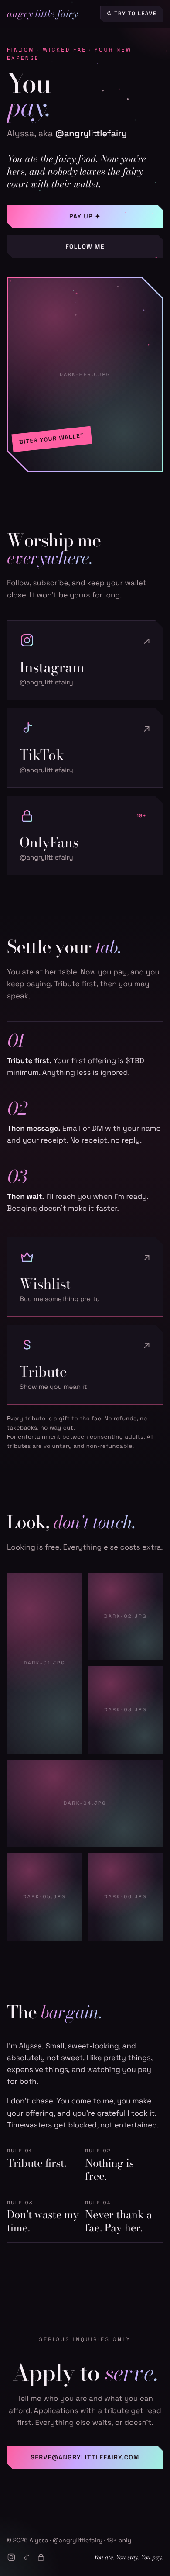 angry little fairy
↻ TRY TO LEAVE
FINDOM · WICKED FAE · YOUR NEW
EXPENSE
You
pay.
Alyssa, aka @angrylittlefairy
You ate the fairy food. Now you're
hers, and nobody leaves the fairy
court with their wallet.
PAY UP ✦
FOLLOW ME
DARK-HERO.JPG
BITES YOUR WALLET
Worship me
everywhere.
Follow, subscribe, and keep your wallet
close. It won't be yours for long.
Instagram
@angrylittlefairy
TikTok
@angrylittlefairy
18+
OnlyFans
@angrylittlefairy
Settle your tab.
You ate at her table. Now you pay, and you
keep paying. Tribute first, then you may
speak.
01
Tribute first. Your first offering is $TBD
minimum. Anything less is ignored.
02
Then message. Email or DM with your name
and your receipt. No receipt, no reply.
03
Then wait. I'll reach you when I'm ready.
Begging doesn't make it faster.
Wishlist
Buy me something pretty
S
Tribute
Show me you mean it
Every tribute is a gift to the fae. No refunds, no
takebacks, no way out.
For entertainment between consenting adults. All
tributes are voluntary and non-refundable.
Look, don't touch.
Looking is free. Everything else costs extra.
DARK-01.JPG
DARK-02.JPG
DARK-03.JPG
DARK-04.JPG
DARK-05.JPG
DARK-06.JPG
The bargain.
I'm Alyssa. Small, sweet-looking, and
absolutely not sweet. I like pretty things,
expensive things, and watching you pay
for both.
I don't chase. You come to me, you make
your offering, and you're grateful I took it.
Timewasters get blocked, not entertained.
RULE 01
Tribute first.
RULE 02
Nothing is
free.
RULE 03
Don't waste my
time.
RULE 04
Never thank a
fae. Pay her.
SERIOUS INQUIRIES ONLY
Apply to serve.
Tell me who you are and what you can
afford. Applications with a tribute get read
first. Everything else waits, or doesn't.
SERVE@ANGRYLITTLEFAIRY.COM
© 2026 Alyssa · @angrylittlefairy · 18+ only
You ate. You stay. You pay.